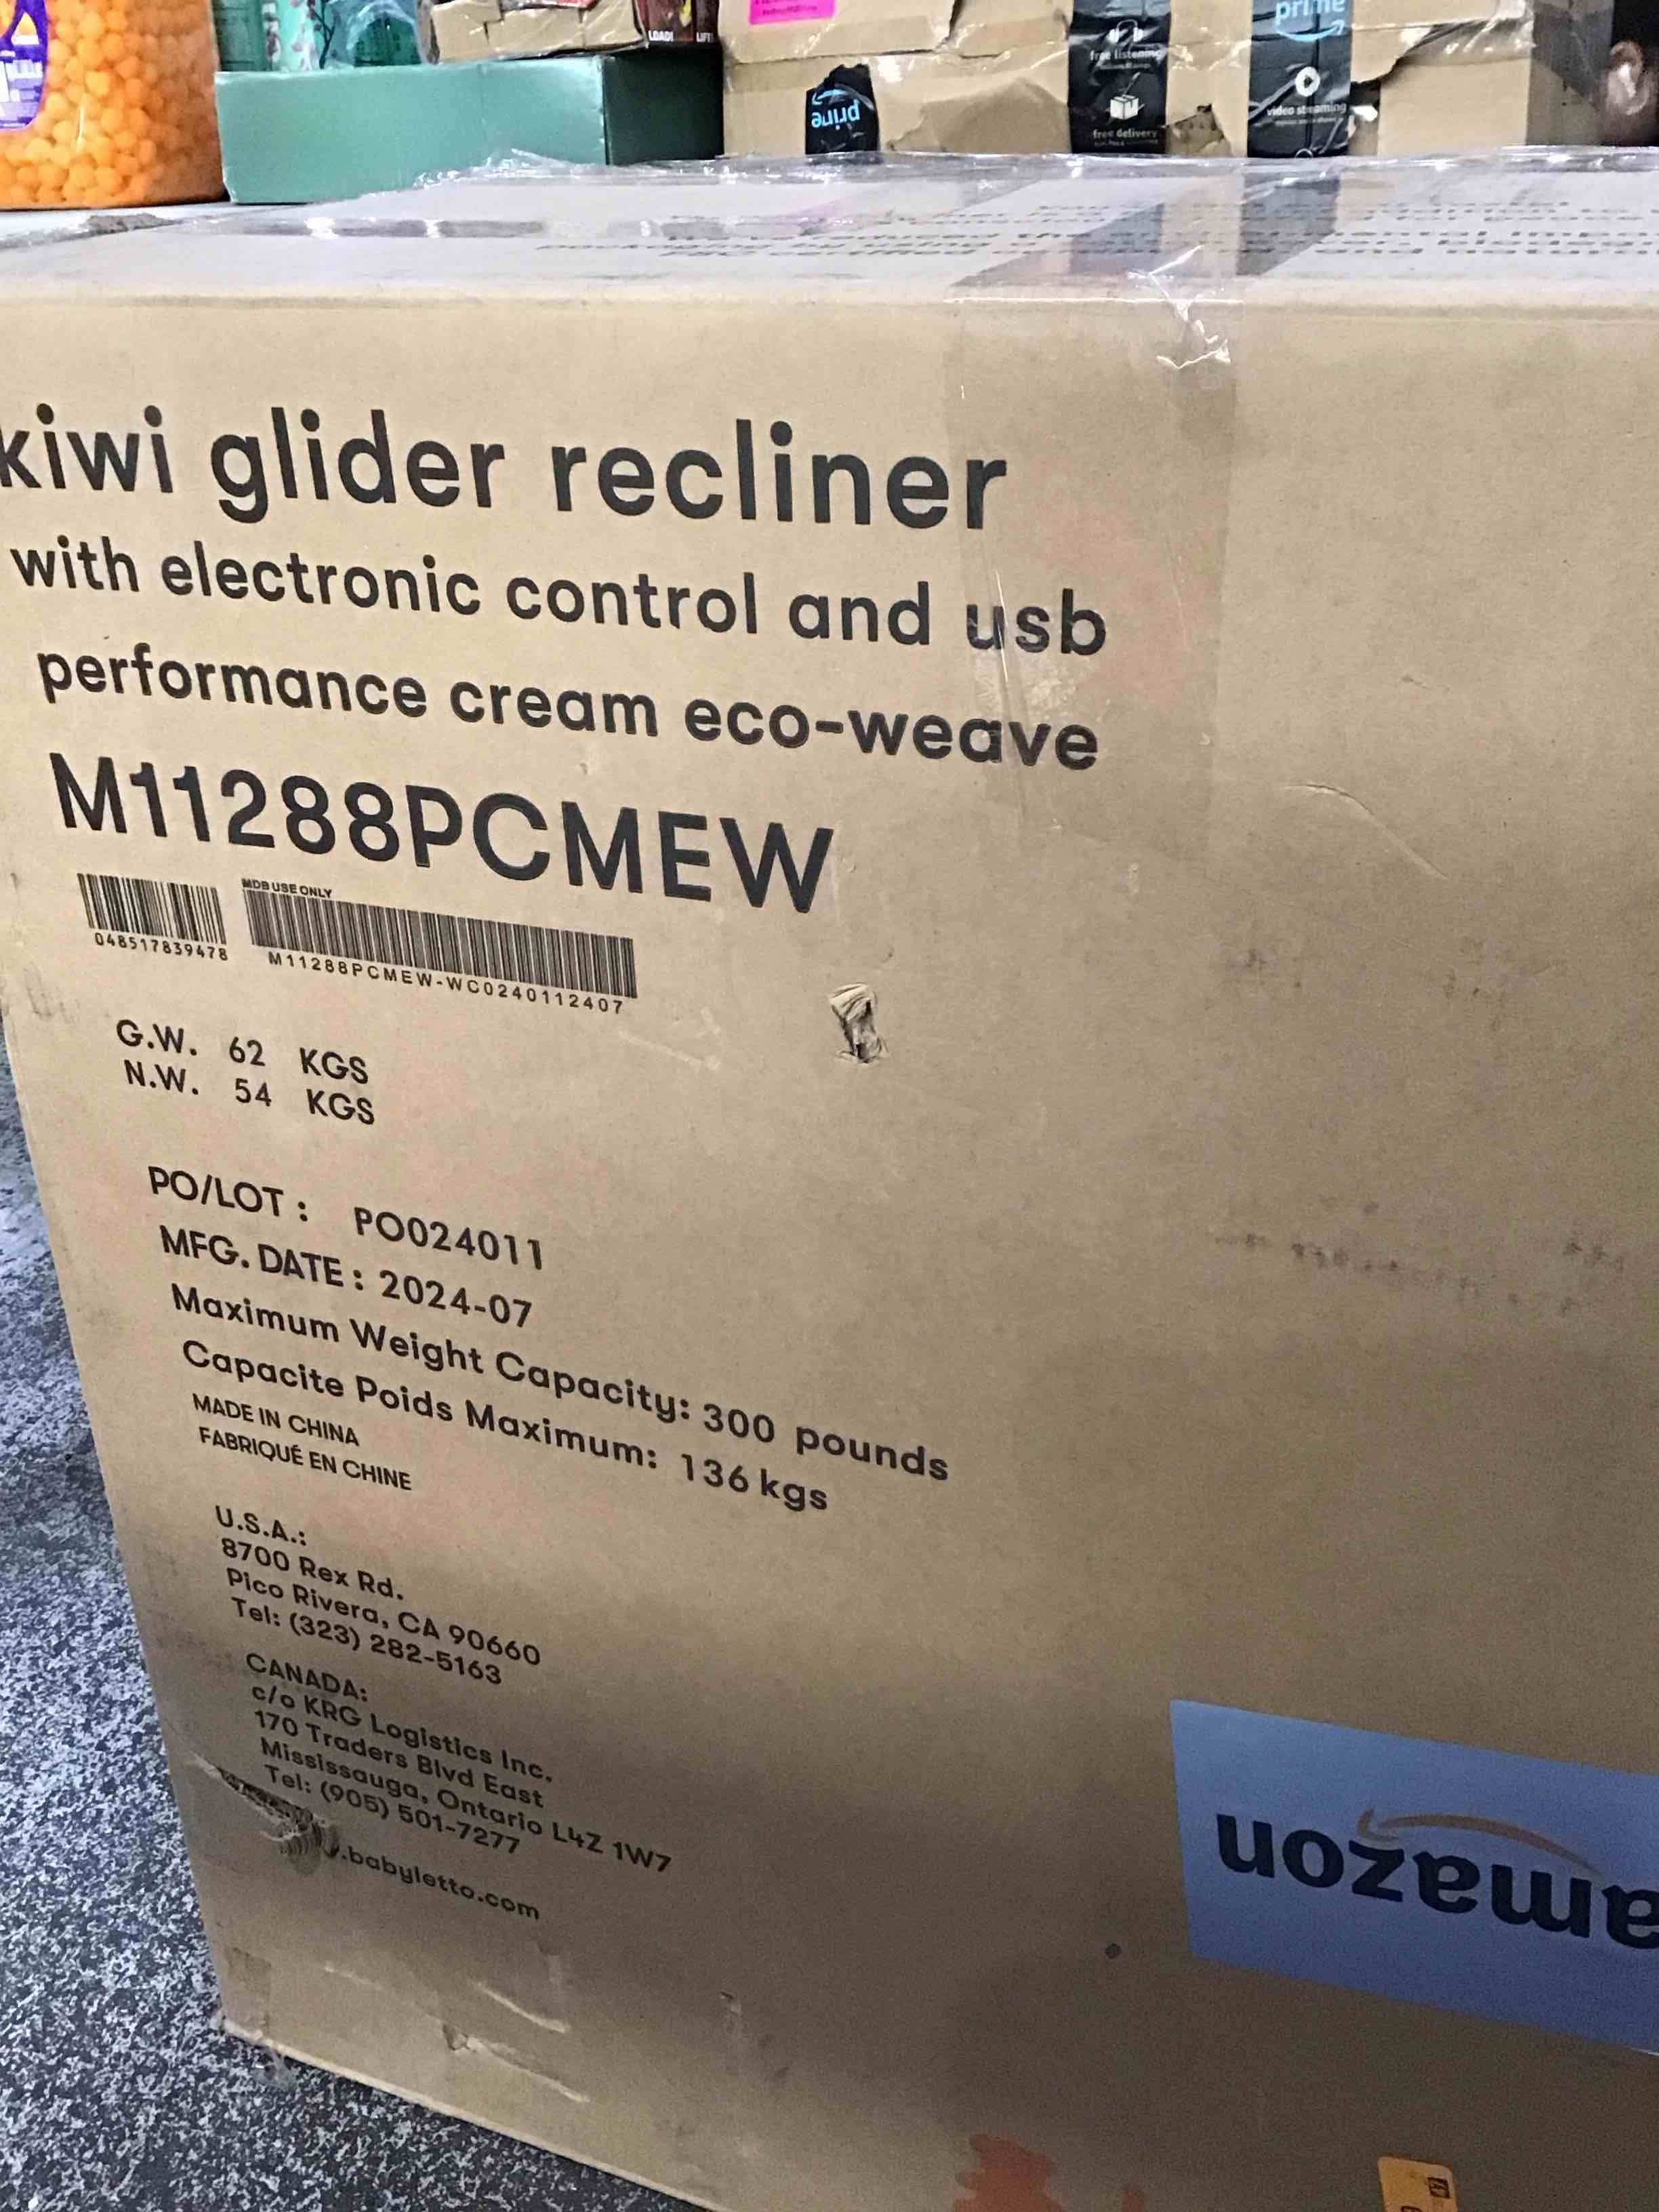 LOAD!
LIFE
prime
free listening
free delivery
prime
video streaming
kiwi glider recliner
with electronic control and usb
performance cream eco-weave
M11288PCMEW
MDB USE ONLY
048517839478
M11288PCMEW-WC0240112407
G.W. 62 KGS
N.W. 54 KGS
PO/LOT : PO024011
MFG. DATE : 2024-07
Maximum Weight Capacity: 300 pounds
Capacite Poids Maximum: 136 kgs
MADE IN CHINA
FABRIQUÉ EN CHINE
U.S.A.:
8700 Rex Rd.
Pico Rivera, CA 90660
Tel: (323) 282-5163
CANADA:
c/o KRG Logistics Inc.
170 Traders Blvd East
Mississauga, Ontario L4Z 1W7
Tel: (905) 501-7277
.babyletto.com
amazon